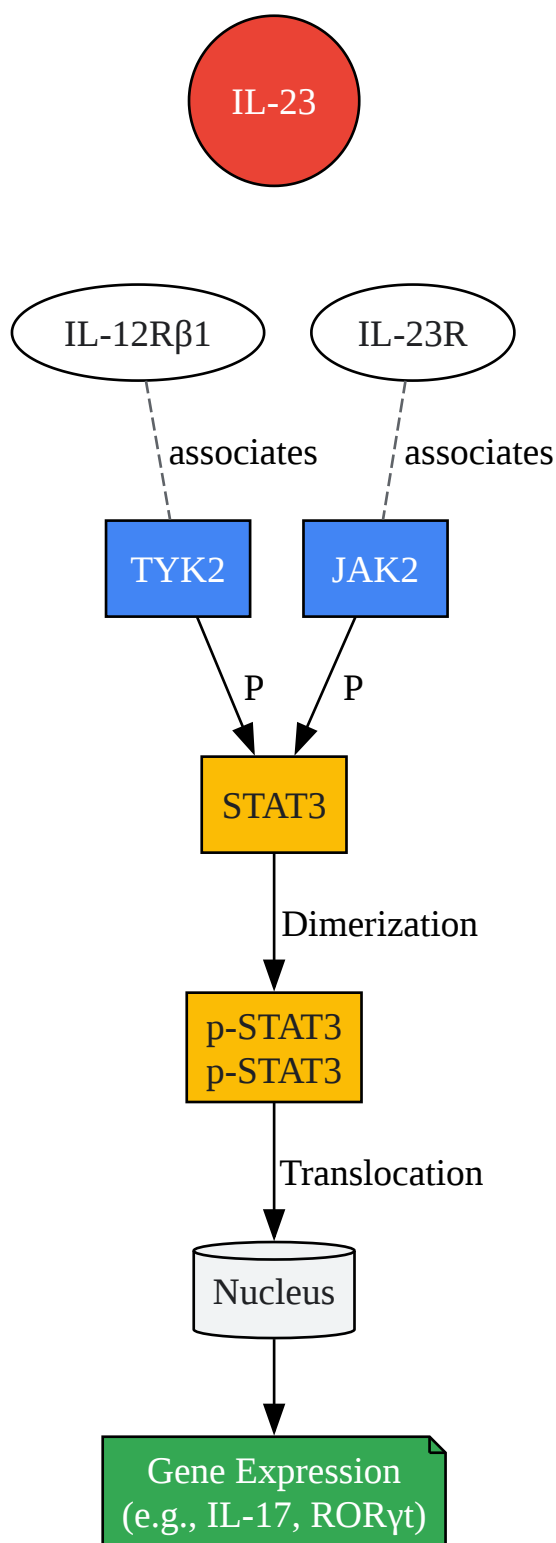 IL-23
IL-12Rβ1
IL-23R
associates
associates
TYK2
JAK2
P
P
STAT3
Dimerization
p-STAT3
p-STAT3
Translocation
Nucleus
Gene Expression
(e.g., IL-17, RORγt)